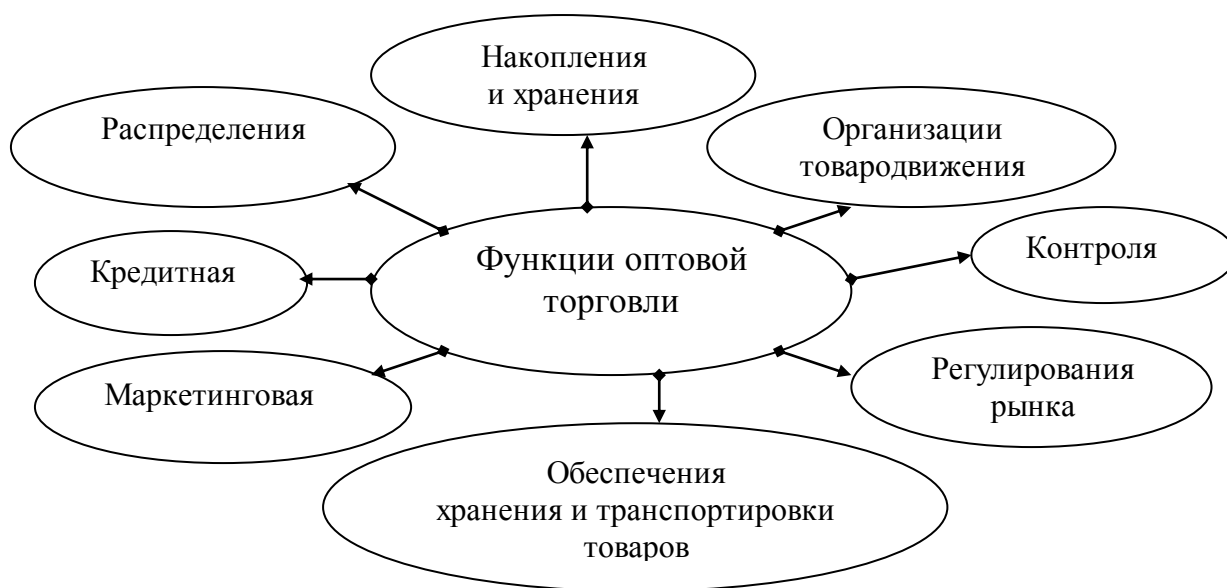 Накопления
и хранения
Распределения
Организации
товародвижения
Кредитная
Функции оптовой
торговли
Контроля
Маркетинговая
Регулирования
рынка
Обеспечения
хранения и транспортировки
товаров